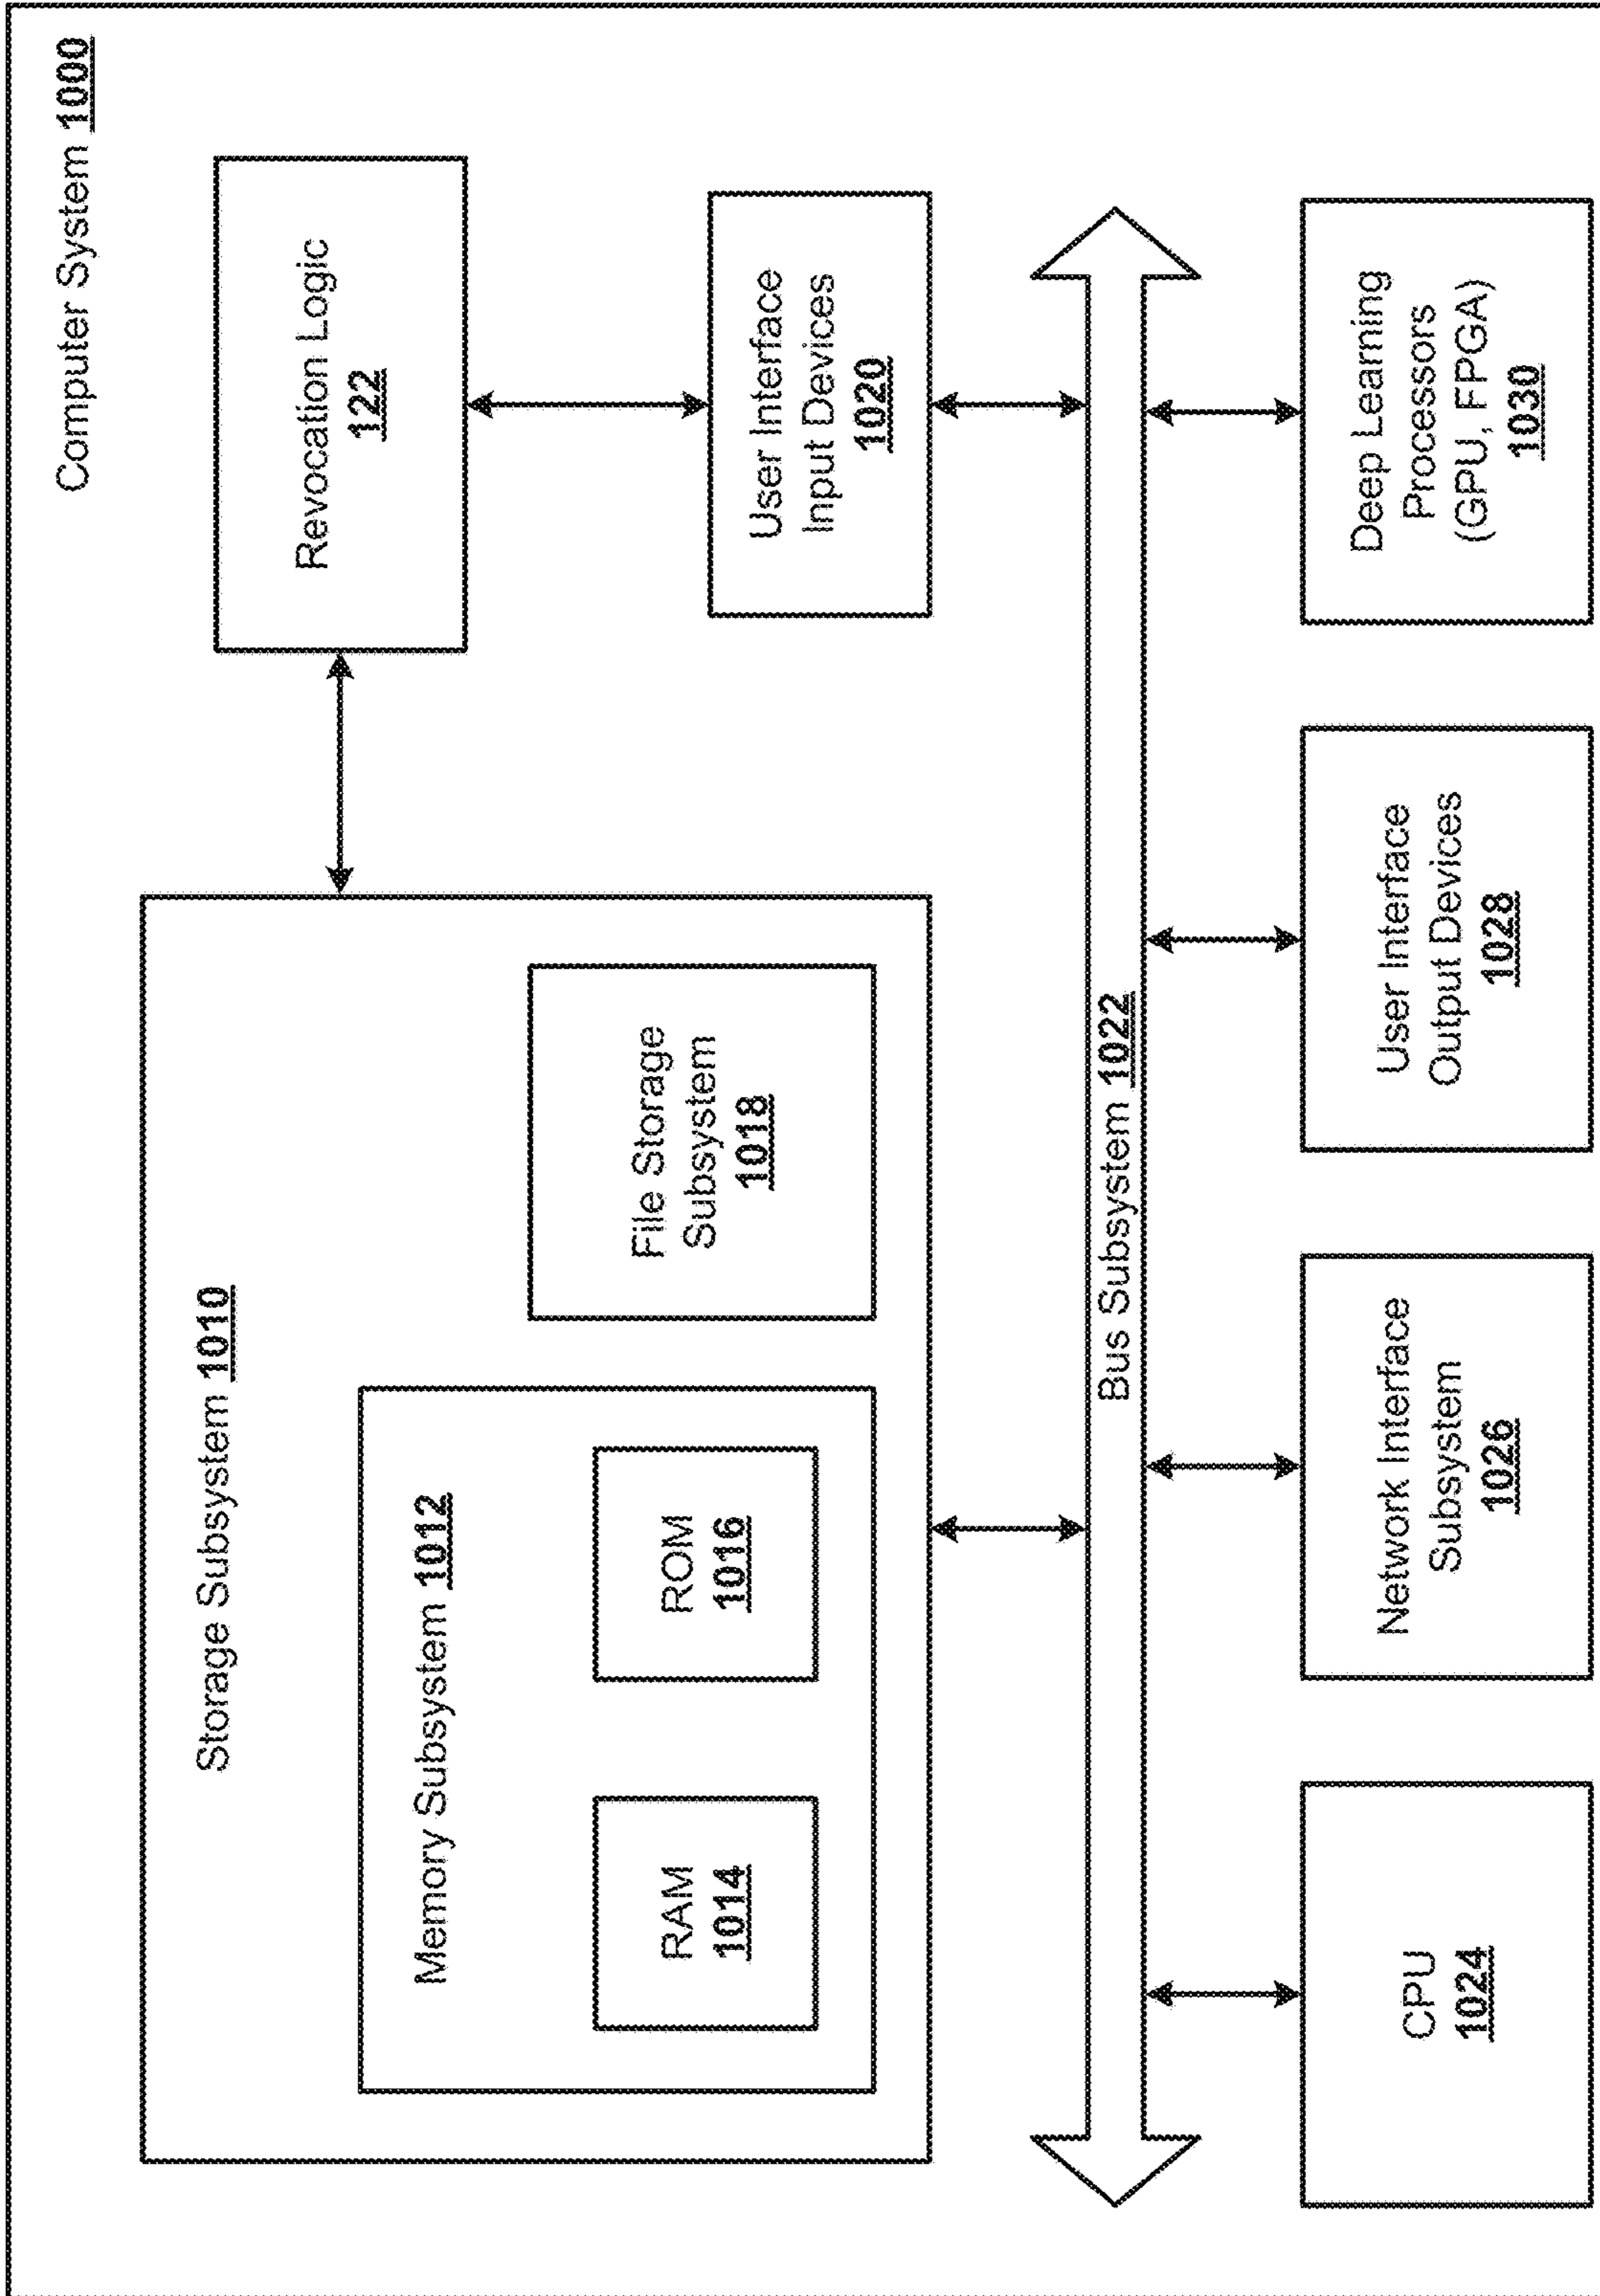 Computer System 1000
Storage Subsystem 1010
Memory Subsystem 1012
RAM
1014
ROM
1016
File Storage
Subsystem
1018
Revocation Logic
122
User Interface
Input Devices
1020
Bus Subsystem 1022
CPU
1024
Network Interface
Subsystem
1026
User Interface
Output Devices
1028
Deep Learning
Processors
(GPU, FPGA)
1030